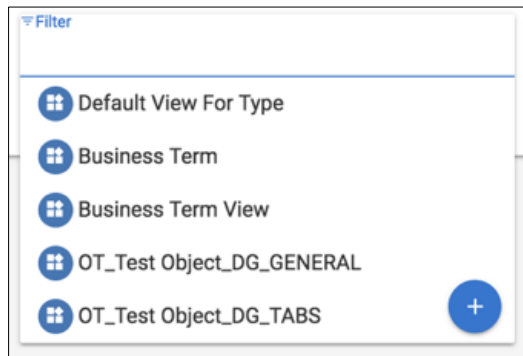 Filter
Default View For Type
Business Term
Business Term View
OT_Test Object_DG_GENERAL
OT_Test Object_DG_TABS
+